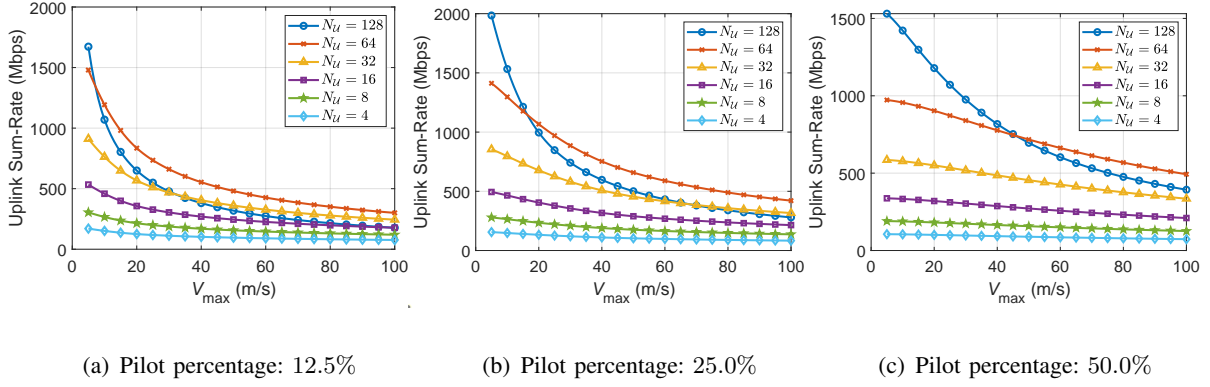 2000
1500
1000
500
0
0 20 40 60 80 100
Uplink Sum-Rate (Mbps)
V_max (m/s)
N_𝒰 = 128
N_𝒰 = 64
N_𝒰 = 32
N_𝒰 = 16
N_𝒰 = 8
N_𝒰 = 4
(a) Pilot percentage: 12.5%
2000
1500
1000
500
0
0 20 40 60 80 100
Uplink Sum-Rate (Mbps)
V_max (m/s)
N_𝒰 = 128
N_𝒰 = 64
N_𝒰 = 32
N_𝒰 = 16
N_𝒰 = 8
N_𝒰 = 4
(b) Pilot percentage: 25.0%
1500
1000
500
0
0 20 40 60 80 100
Uplink Sum-Rate (Mbps)
V_max (m/s)
N_𝒰 = 128
N_𝒰 = 64
N_𝒰 = 32
N_𝒰 = 16
N_𝒰 = 8
N_𝒰 = 4
(c) Pilot percentage: 50.0%